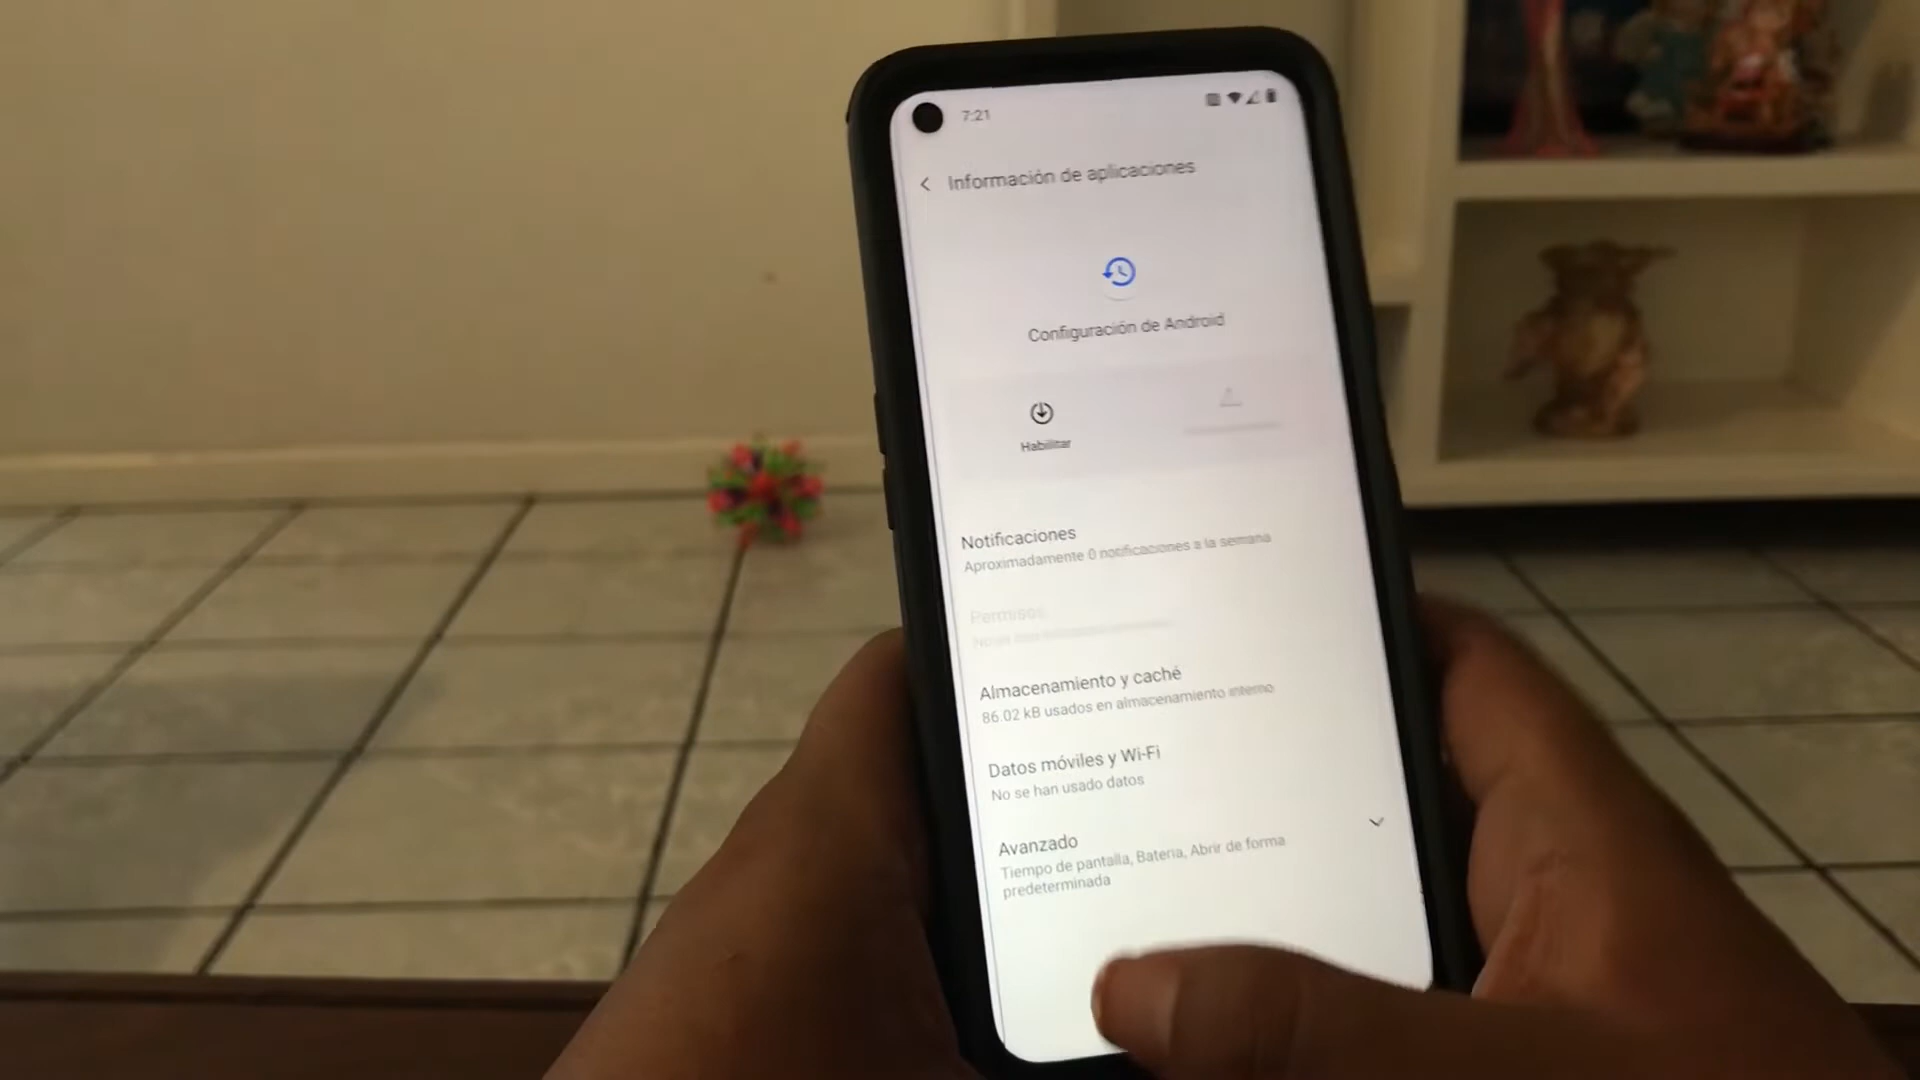 7:21
Información de aplicaciones
Configuración de Android
Habilitar
Notificaciones
Aproximadamente 0 notificaciones a la semana
Permisos
Almacenamiento y caché
86.02 kB usados en almacenamiento interno
Datos móviles y Wi-Fi
No se han usado datos
Avanzado
Tiempo de pantalla, Batería, Abrir de forma
predeterminada